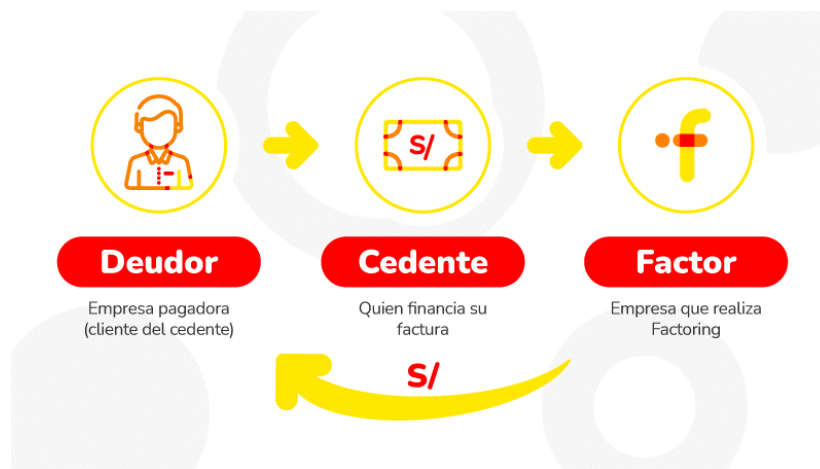 S/
Deudor
Cedente
Factor
Empresa pagadora
(cliente del cedente)
Quien financia su
factura
Empresa que realiza
Factoring
S/